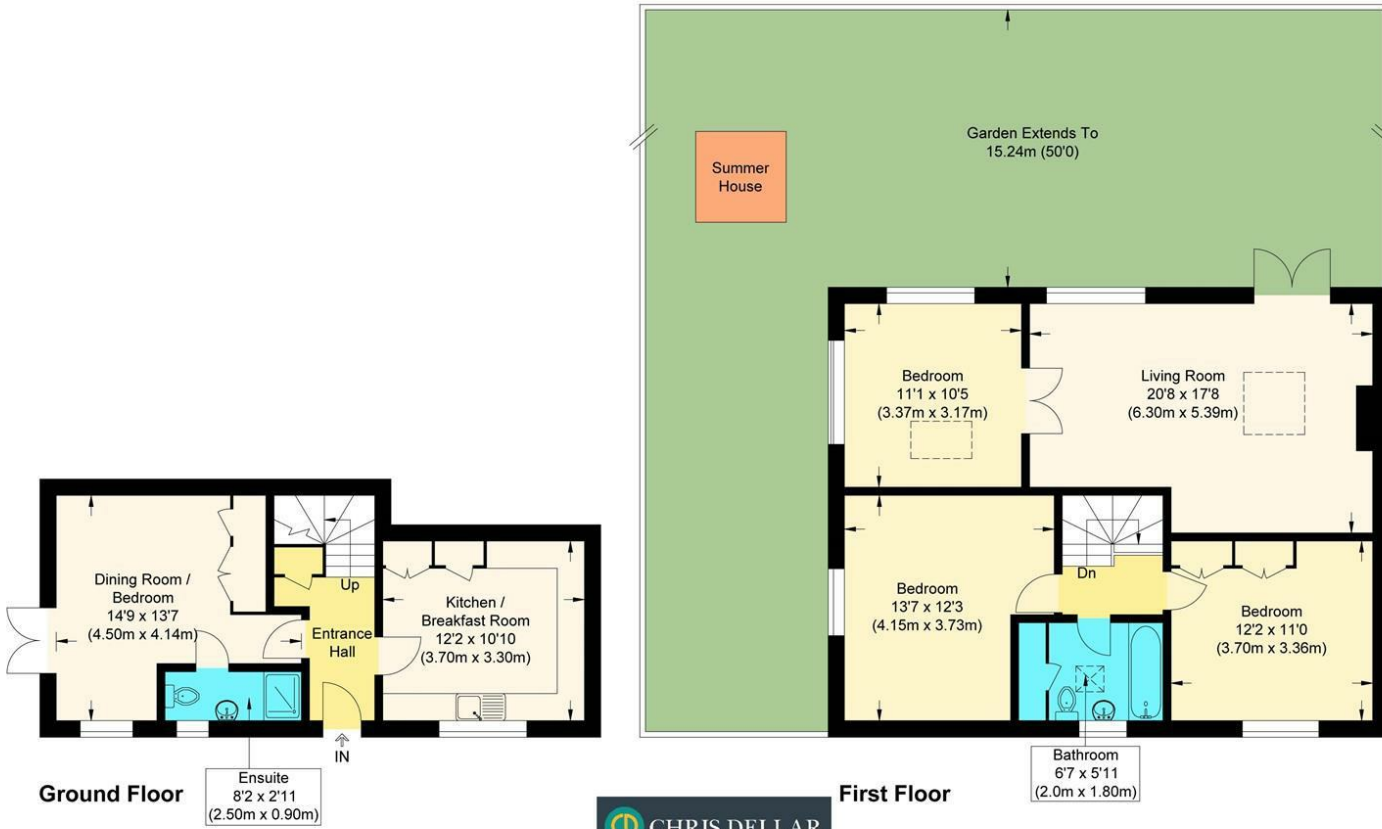 Garden Extends To
15.24m (50'0)
Summer
House
Bedroom
11'1 x 10'5
(3.37m x 3.17m)
Living Room
20'8 x 17'8
(6.30m x 5.39m)
Dining Room /
Bedroom
14'9 x 13'7
(4.50m x 4.14m)
Up
Entrance
Hall
Kitchen /
Breakfast Room
12'2 x 10'10
(3.70m x 3.30m)
Bedroom
13'7 x 12'3
(4.15m x 3.73m)
Dn
Bedroom
12'2 x 11'0
(3.70m x 3.36m)
IN
Ensuite
8'2 x 2'11
(2.50m x 0.90m)
Bathroom
6'7 x 5'11
(2.0m x 1.80m)
Ground Floor
First Floor
CHRIS DELLAR